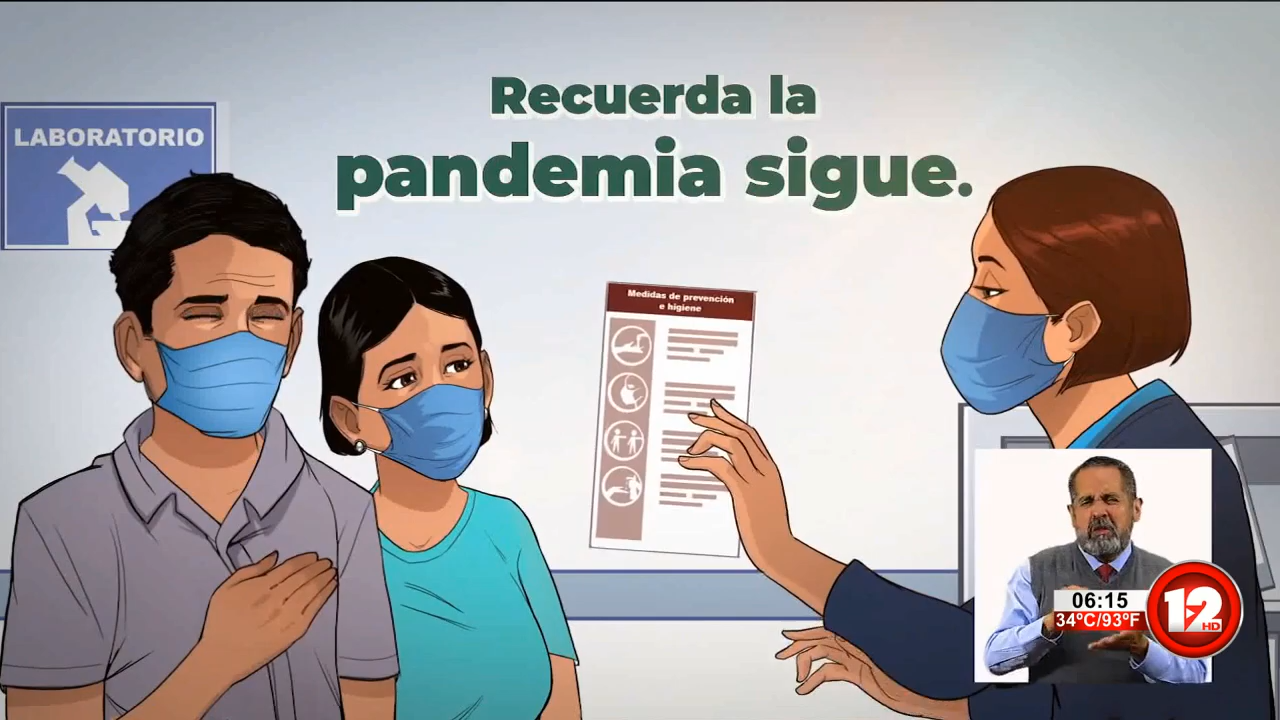 Recuerda la
pandemia sigue.
LABORATORIO
Medidas de prevención
e higiene
06:15
34°C/93°F
12
HD